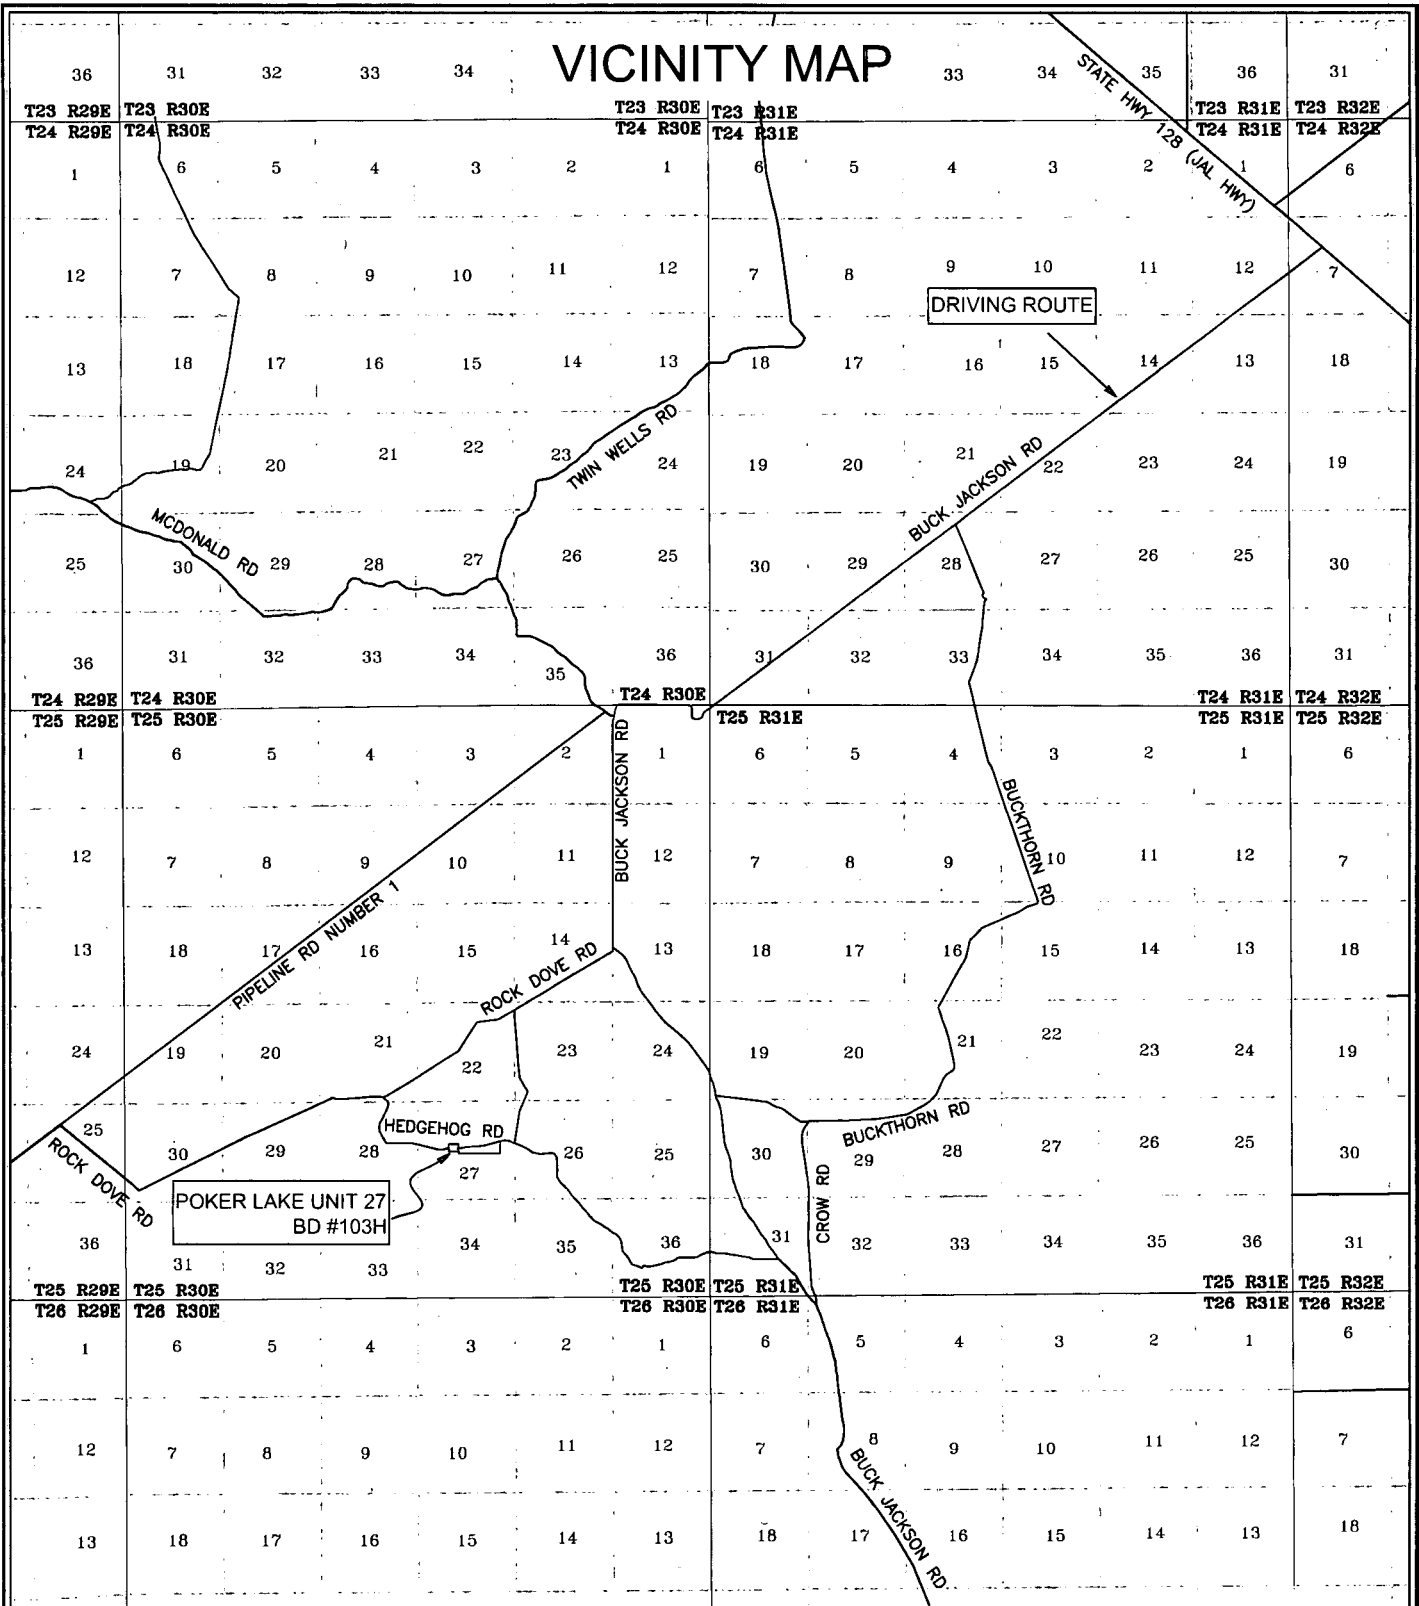 VICINITY MAP
36 31 32 33 34 33 34 35 36 31
STATE HWY 128 (JAL HWY)
T23 R29E T23 R30E T23 R30E T23 R31E T23 R31E T23 R32E
T24 R29E T24 R30E T24 R30E T24 R31E T24 R31E T24 R32E
1 6 5 4 3 2 1 6 5 4 3 2 1 6
12 7 8 9 10 11 12 7 8 9 10 11 12 7
DRIVING ROUTE
13 18 17 16 15 14 13 18 17 16 15 14 13 18
TWIN WELLS RD
24 19 20 21 22 23 24 19 20 21 22 23 24 19
BUCK JACKSON RD
MCDONALD RD
25 30 29 28 27 26 25 30 29 28 27 26 25 30
36 31 32 33 34 35 36 31 32 33 34 35 36 31
T24 R29E T24 R30E T24 R30E T24 R31E T24 R32E
T25 R29E T25 R30E T25 R31E T25 R31E T25 R32E
1 6 5 4 3 2 1 6 5 4 3 2 1 6
BUCK JACKSON RD
BUCKTHORN RD
12 7 8 9 10 11 12 7 8 9 10 11 12 7
PIPELINE RD NUMBER 1
13 18 17 16 15 14 13 18 17 16 15 14 13 18
ROCK DOVE RD
24 19 20 21 22 23 24 19 20 21 22 23 24 19
HEDGEHOG RD
BUCKTHORN RD
25 30 29 28 27 26 25 30 29 28 27 26 25 30
ROCK DOVE RD
POKER LAKE UNIT 27
BD #103H
CROW RD
36 31 32 33 34 35 36 31 32 33 34 35 36 31
T25 R29E T25 R30E T25 R30E T25 R31E T25 R31E T25 R32E
T26 R29E T26 R30E T26 R30E T26 R31E T26 R31E T26 R32E
1 6 5 4 3 2 1 6 5 4 3 2 1 6
12 7 8 9 10 11 12 7 8 9 10 11 12 7
BUCK JACKSON RD
13 18 17 16 15 14 13 18 17 16 15 14 13 18